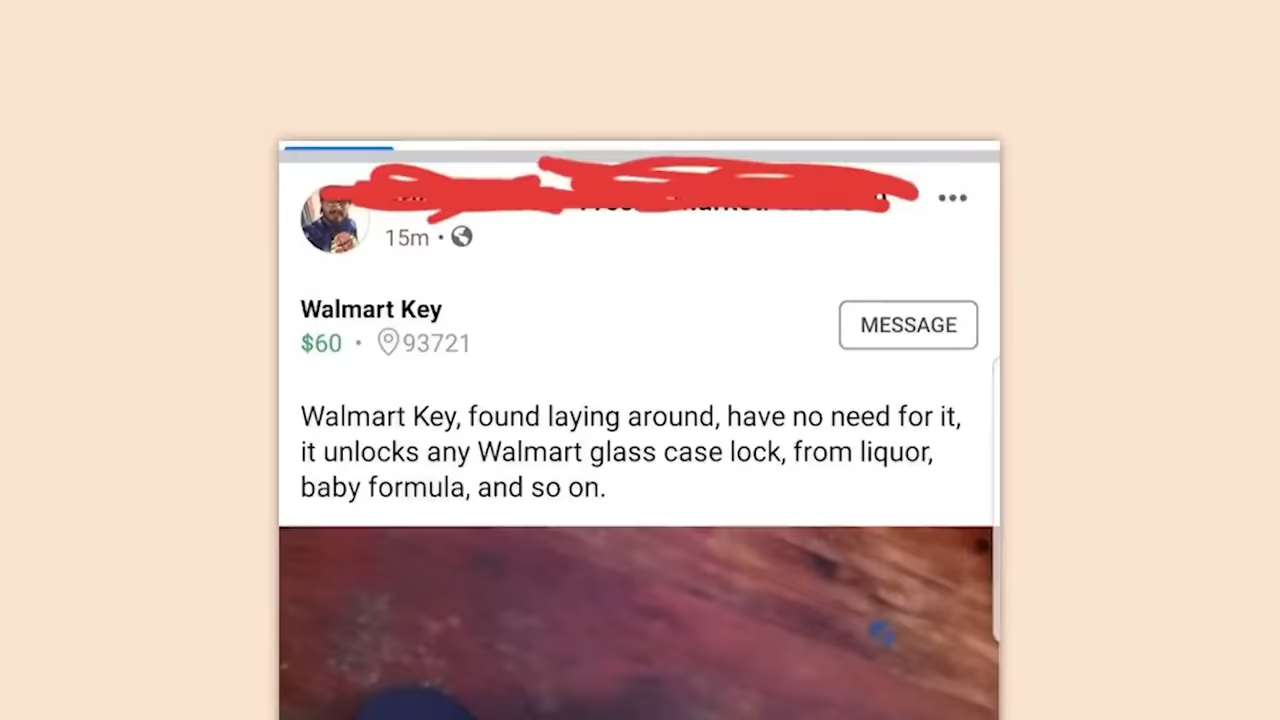 15m •
Walmart Key
$60 • 93721
MESSAGE
Walmart Key, found laying around, have no need for it,
it unlocks any Walmart glass case lock, from liquor,
baby formula, and so on.